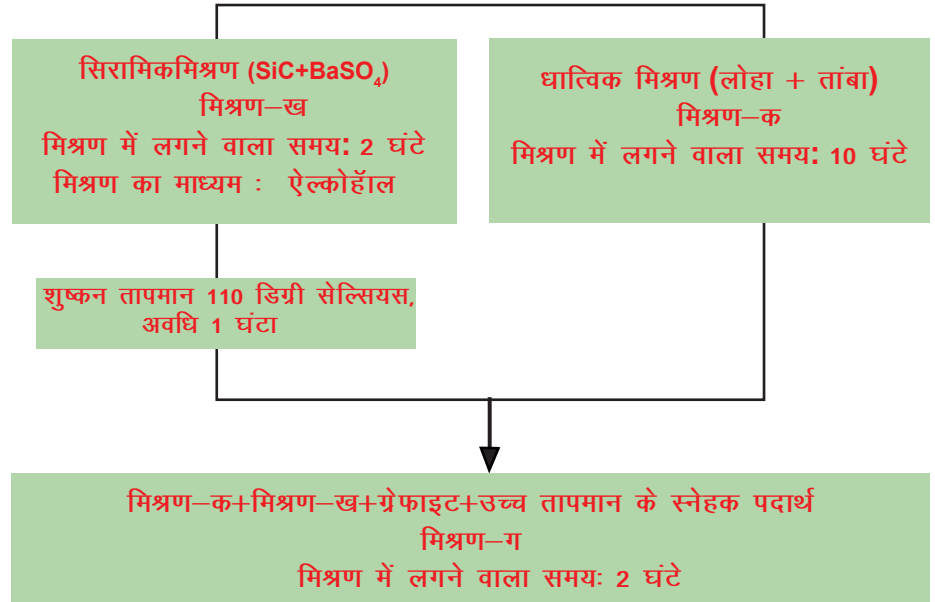 सिरामिकमिश्रण (SiC+BaSO₄)
मिश्रण–ख
मिश्रण में लगने वाला समय: 2 घंटे
मिश्रण का माध्यम : ऐल्कोहॅाल
धात्विक मिश्रण (लोहा + तांबा)
मिश्रण–क
मिश्रण में लगने वाला समय: 10 घंटे
शुष्कन तापमान 110 डिग्री सेल्सियस,
अवधि 1 घंटा
मिश्रण–क+मिश्रण–ख+ग्रेफाइट+उच्च तापमान के स्नेहक पदार्थ
मिश्रण–ग
मिश्रण में लगने वाला समयः 2 घंटे